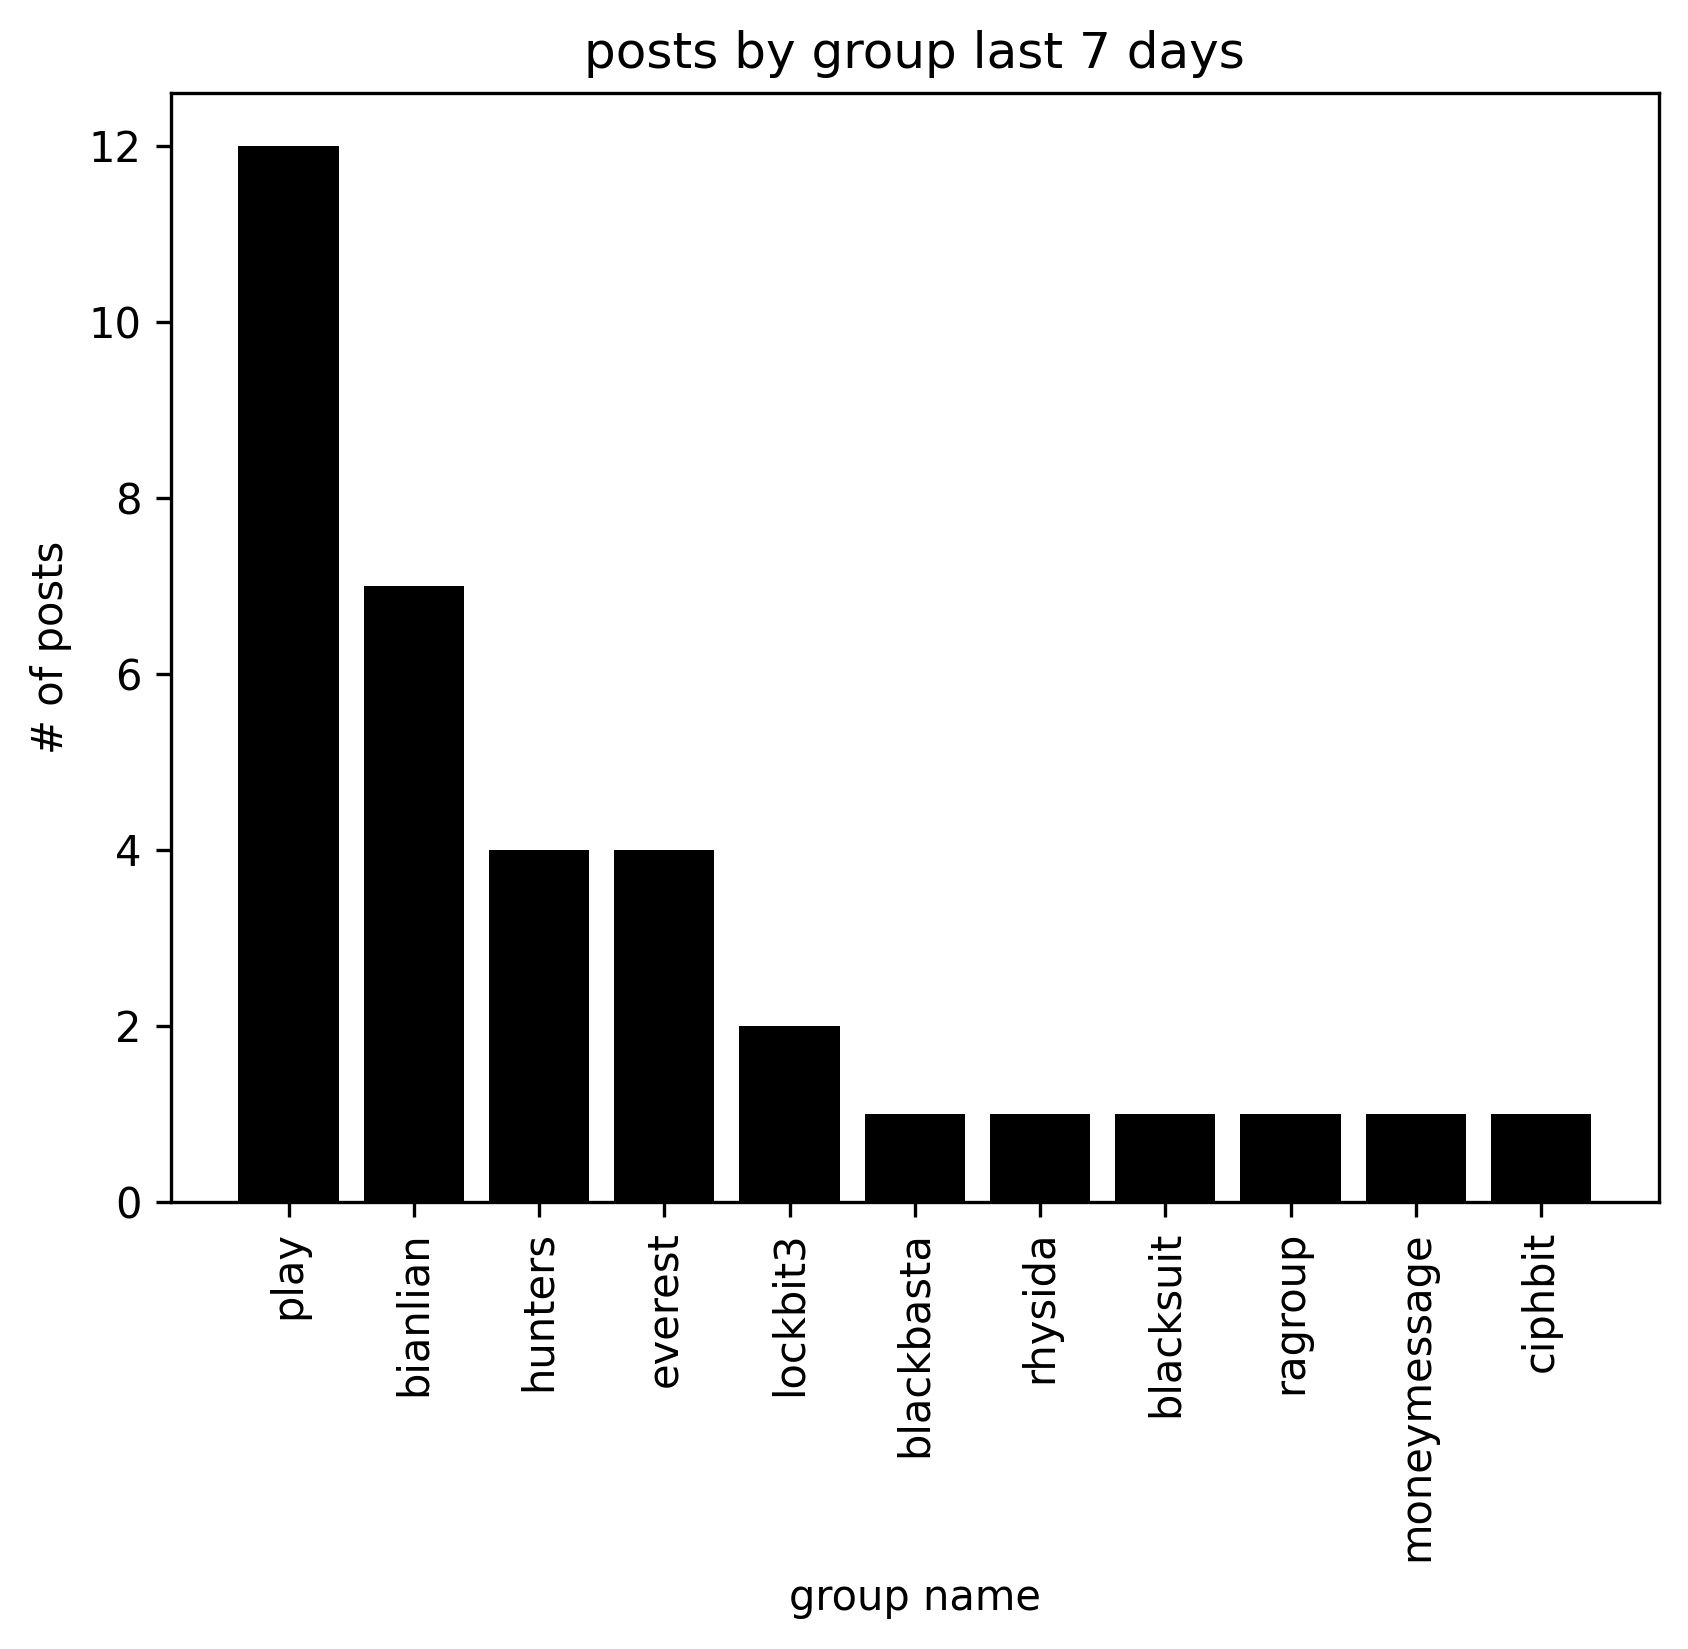 posts by group last 7 days
# of posts
12
10
8
6
4
2
0
play
bianlian
hunters
everest
lockbit3
blackbasta
rhysida
blacksuit
ragroup
moneymessage
ciphbit
group name